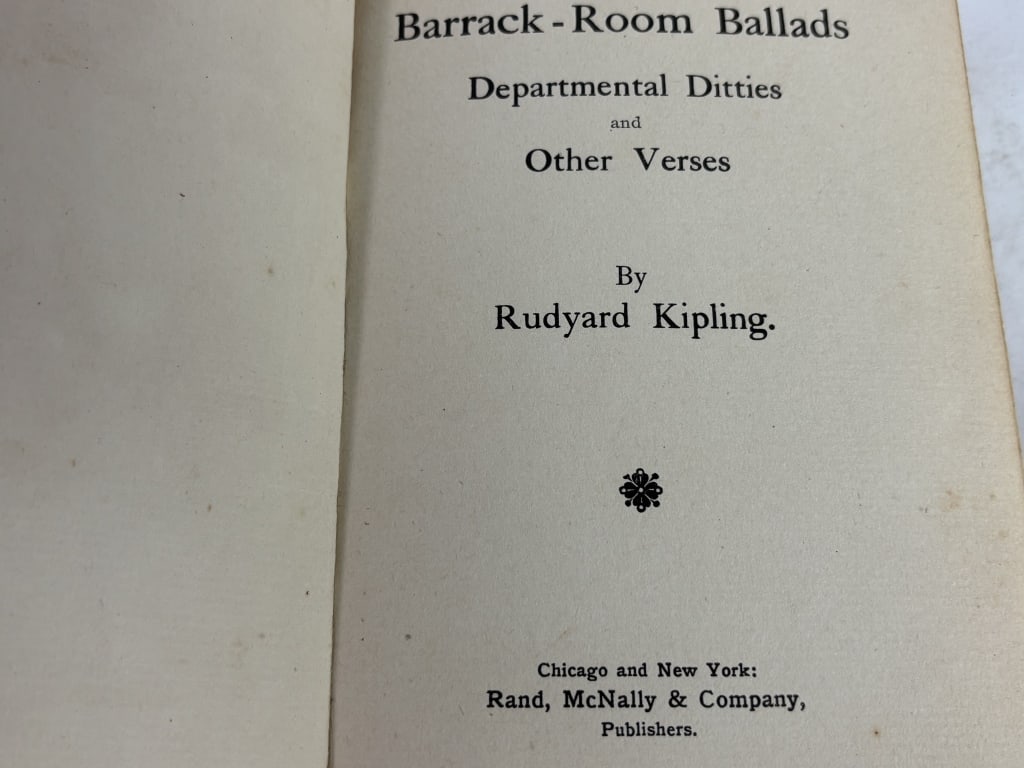 Barrack-Room Ballads
Departmental Ditties
and
Other Verses
By
Rudyard Kipling.
Chicago and New York:
Rand, McNally & Company,
Publishers.